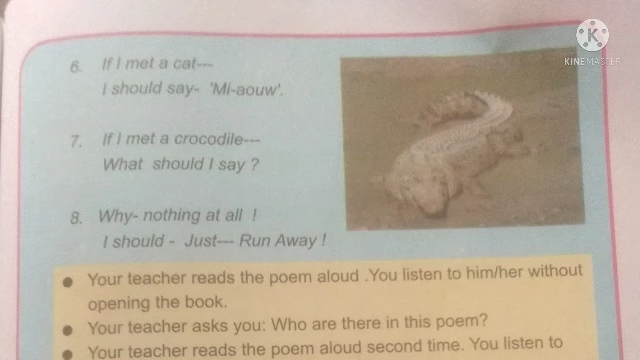 6. If I met a cat---
I should say- 'Mi-aouw'.
7. If I met a crocodile---
What should I say ?
8. Why- nothing at all !
I should - Just--- Run Away !
● Your teacher reads the poem aloud .You listen to him/her without
opening the book.
● Your teacher asks you: Who are there in this poem?
● Your teacher reads the poem aloud second time. You listen to
KINEMASTER